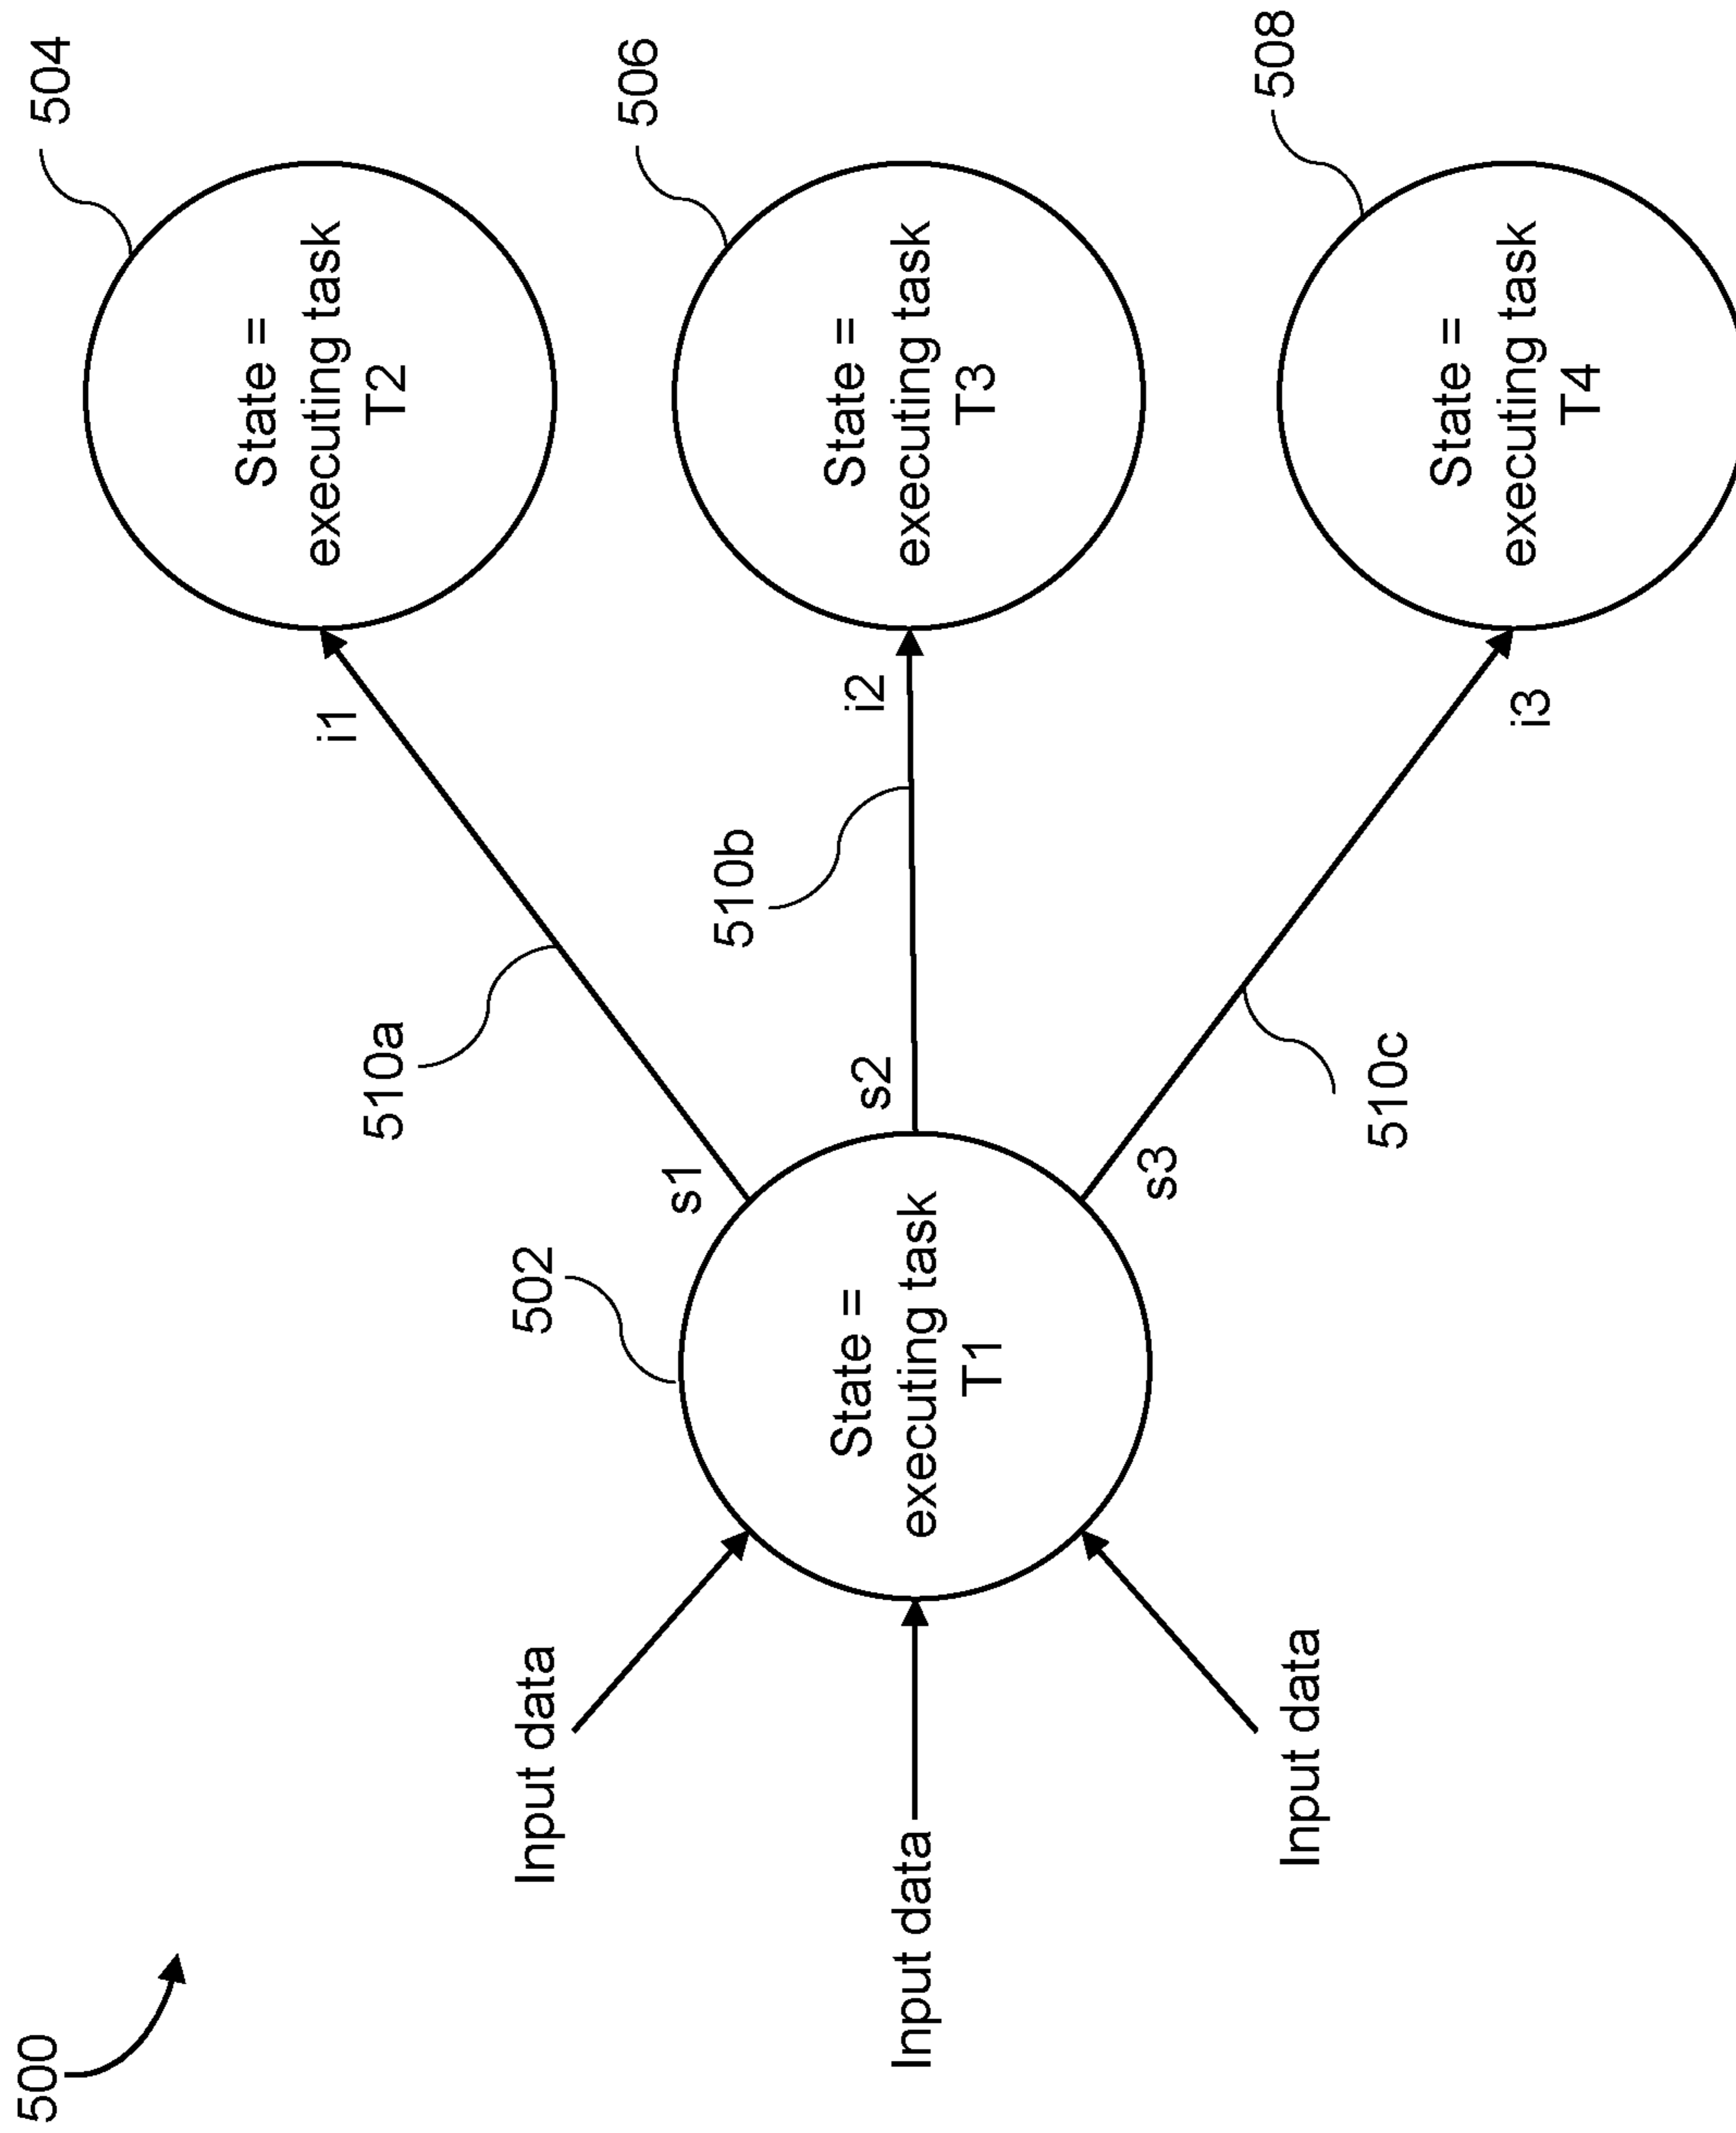 500
504
State =
executing task
T2
i1
510a
s1
502
Input data
506
State =
executing task
T3
i2
510b
s2
State =
executing task
T1
Input data
508
State =
executing task
T4
i3
510c
s3
Input data